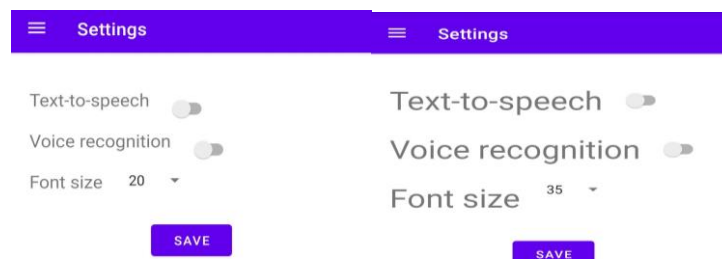 Settings
Text-to-speech
Voice recognition
Font size 20
SAVE
Settings
Text-to-speech
Voice recognition
Font size 35
SAVE